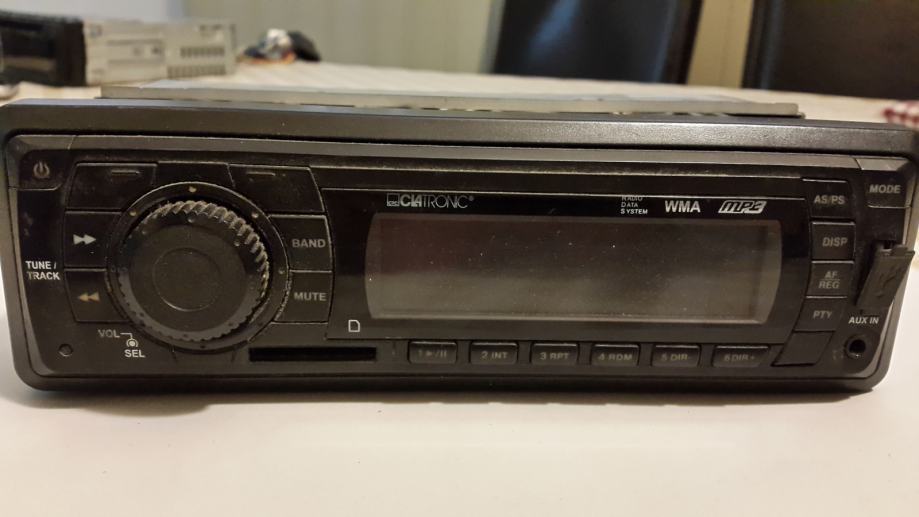 CLATRONIC®
RADIO
DATA
SYSTEM
WMA
MP3
AS/PS
MODE
BAND
DISP
TUNE /
TRACK
AF
REG
MUTE
PTY
AUX IN
VOL
SEL
1 ►/II
2 INT
3 RPT
4 RDM
5 DIR-
6 DIR+